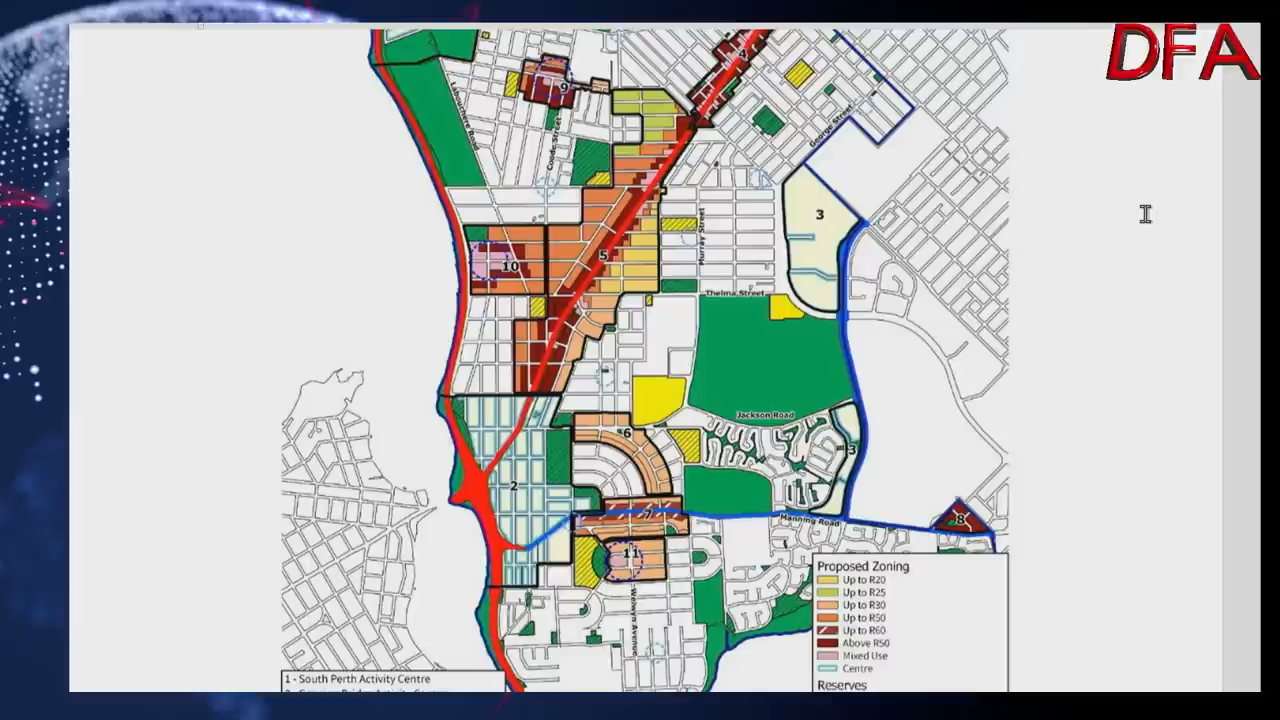 DFA
4
9
Labouchere Road
Coode Street
George Street
3
Murray Street
5
10
Thelma Street
Jackson Road
6
3
2
7
Manning Road
8
11
Welwyn Avenue
Proposed Zoning
Up to R20
Up to R25
Up to R30
Up to R50
Up to R60
Above R50
Mixed Use
Centre
Reserves
1 - South Perth Activity Centre